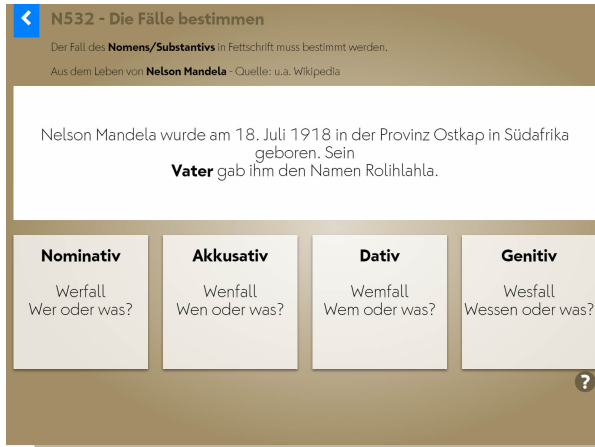 N532 - Die Fälle bestimmen
Der Fall des Nomens/Substantivs in Fettschrift muss bestimmt werden.
Aus dem Leben von Nelson Mandela - Quelle: u.a. Wikipedia
Nelson Mandela wurde am 18. Juli 1918 in der Provinz Ostkap in Südafrika
geboren. Sein
Vater gab ihm den Namen Rolihlahla.
Nominativ
Werfall
Wer oder was?
Akkusativ
Wenfall
Wen oder was?
Dativ
Wemfall
Wem oder was?
Genitiv
Wesfall
Wessen oder was?
?